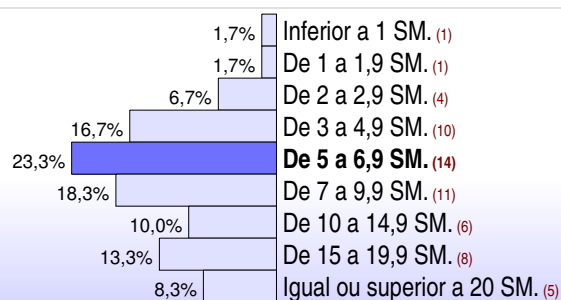 1,7% Inferior a 1 SM. (1)
1,7% De 1 a 1,9 SM. (1)
6,7% De 2 a 2,9 SM. (4)
16,7% De 3 a 4,9 SM. (10)
23,3% De 5 a 6,9 SM. (14)
18,3% De 7 a 9,9 SM. (11)
10,0% De 10 a 14,9 SM. (6)
13,3% De 15 a 19,9 SM. (8)
8,3% Igual ou superior a 20 SM. (5)